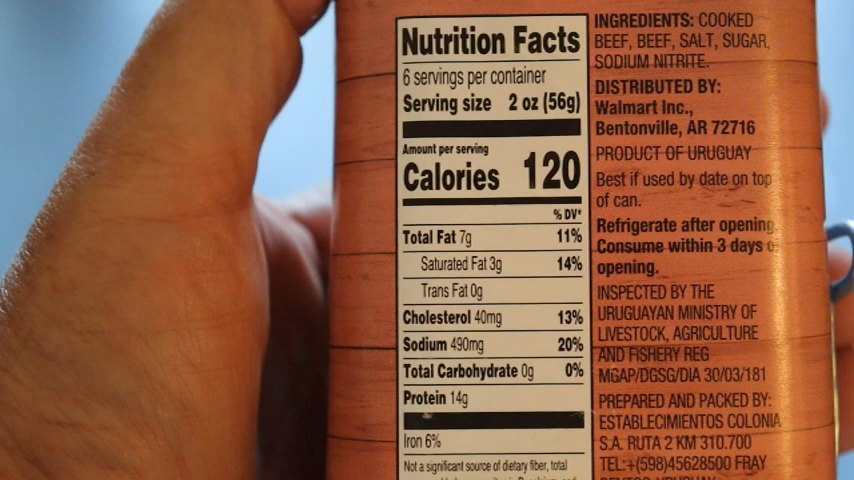 Nutrition Facts
6 servings per container
Serving size 2 oz (56g)
Amount per serving
Calories 120
% DV*
Total Fat 7g 11%
Saturated Fat 3g 14%
Trans Fat 0g
Cholesterol 40mg 13%
Sodium 490mg 20%
Total Carbohydrate 0g 0%
Protein 14g
Iron 6%
Not a significant source of dietary fiber, total
INGREDIENTS: COOKED
BEEF, BEEF, SALT, SUGAR,
SODIUM NITRITE.
DISTRIBUTED BY:
Walmart Inc.,
Bentonville, AR 72716
PRODUCT OF URUGUAY
Best if used by date on top
of can.
Refrigerate after opening.
Consume within 3 days
opening.
INSPECTED BY THE
URUGUAYAN MINISTRY OF
LIVESTOCK, AGRICULTURE
AND FISHERY REG
MGAP/DGSG/DIA 30/03/181
PREPARED AND PACKED BY:
ESTABLECIMIENTOS COLONIA
S.A. RUTA 2 KM 310.700
TEL:+(598)45628500 FRAY